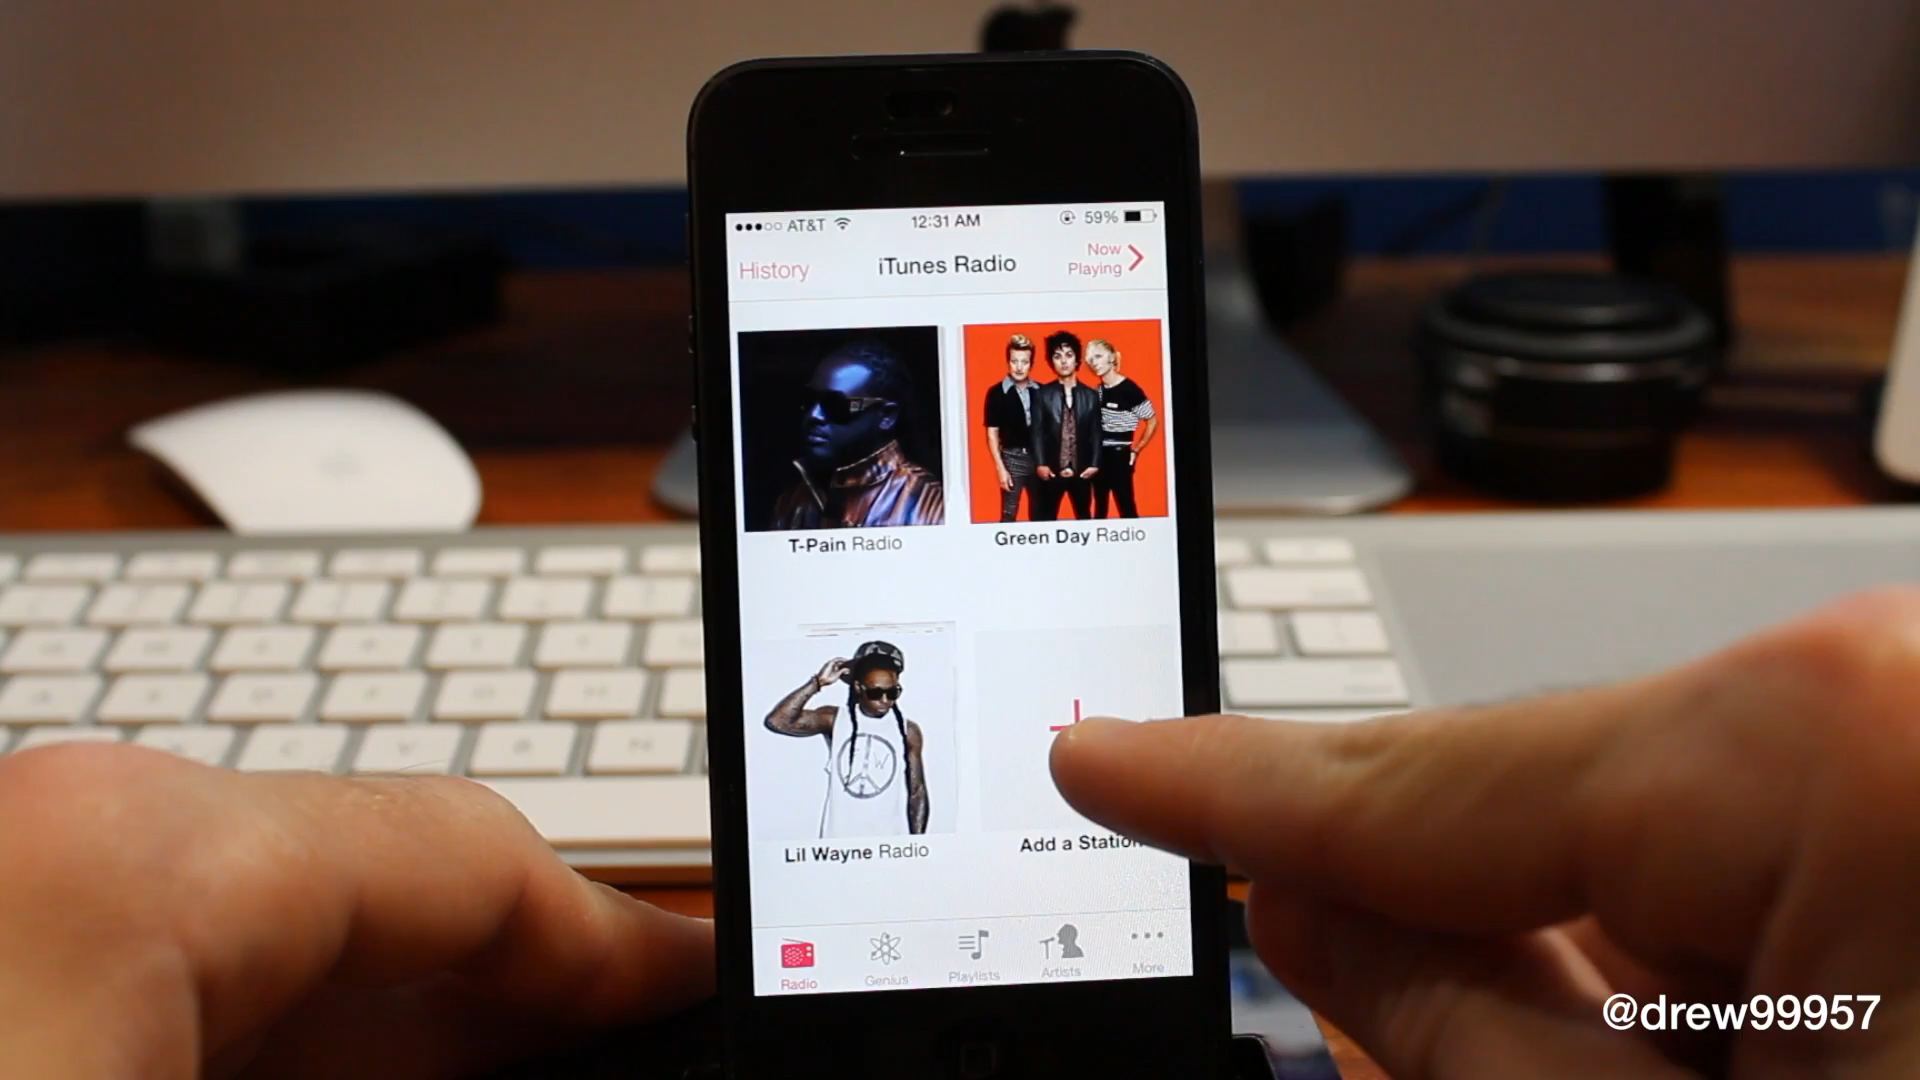 AT&T 12:31 AM 59%
History iTunes Radio Now Playing
T-Pain Radio
Green Day Radio
Lil Wayne Radio
Add a Station
Radio Genius Playlists Artists More
@drew99957